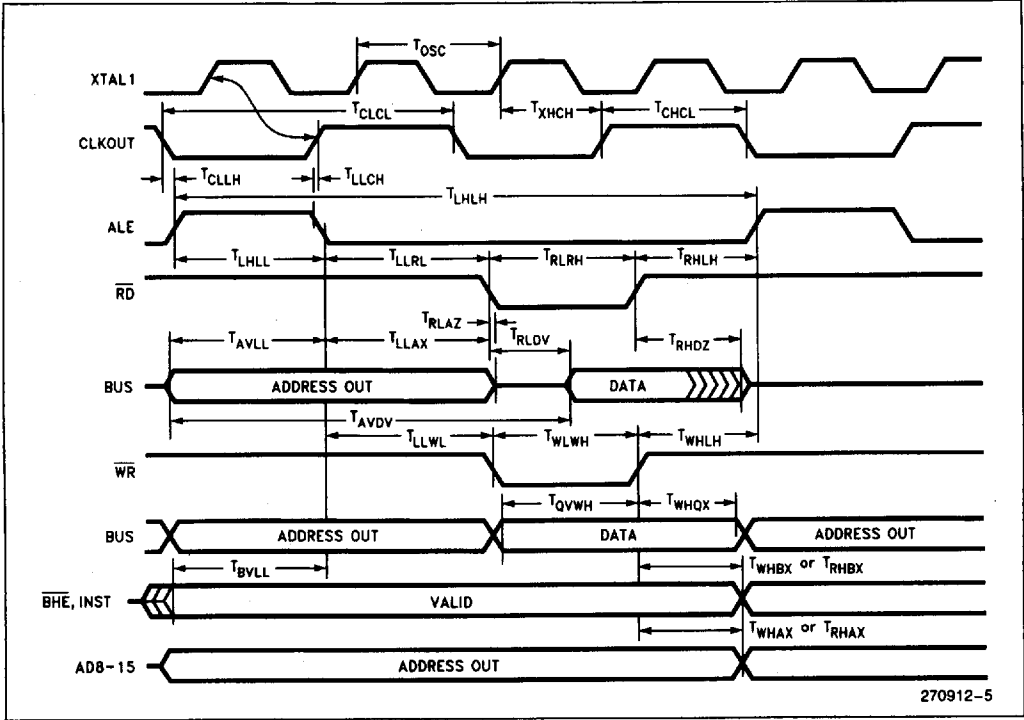 T_OSC
XTAL1
T_CLCL T_XHCH T_CHCL
CLKOUT
T_CLLH T_LLCH
T_LHLH
ALE
T_LHLL T_LLRL T_RLRH T_RHLH
RD
T_RLAZ
T_AVLL T_LLAX T_RLDV T_RHDZ
BUS ADDRESS OUT DATA
T_AVDV
T_LLWL T_WLWH T_WHLH
WR
T_QVWH T_WHQX
BUS ADDRESS OUT DATA ADDRESS OUT
T_BVLL T_WHBX or T_RHBX
BHE, INST VALID
T_WHAX or T_RHAX
AD8-15 ADDRESS OUT
270912-5